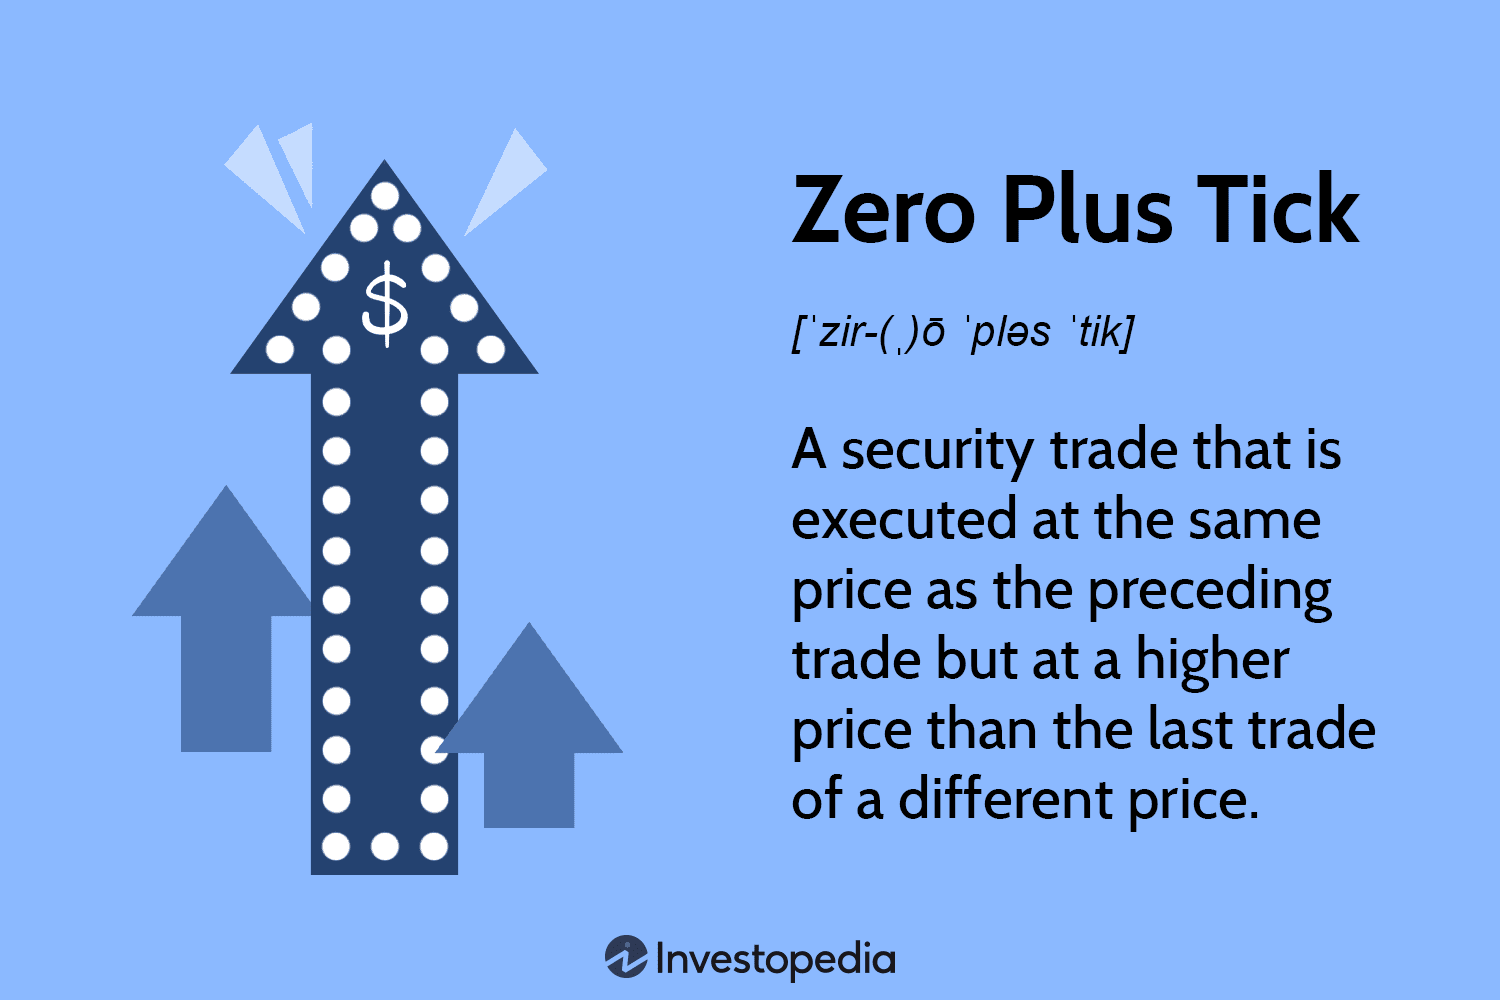 $
Zero Plus Tick
[ˈzir-(ˌ)ō ˈpləs ˈtik]
A security trade that is
executed at the same
price as the preceding
trade but at a higher
price than the last trade
of a different price.
Investopedia